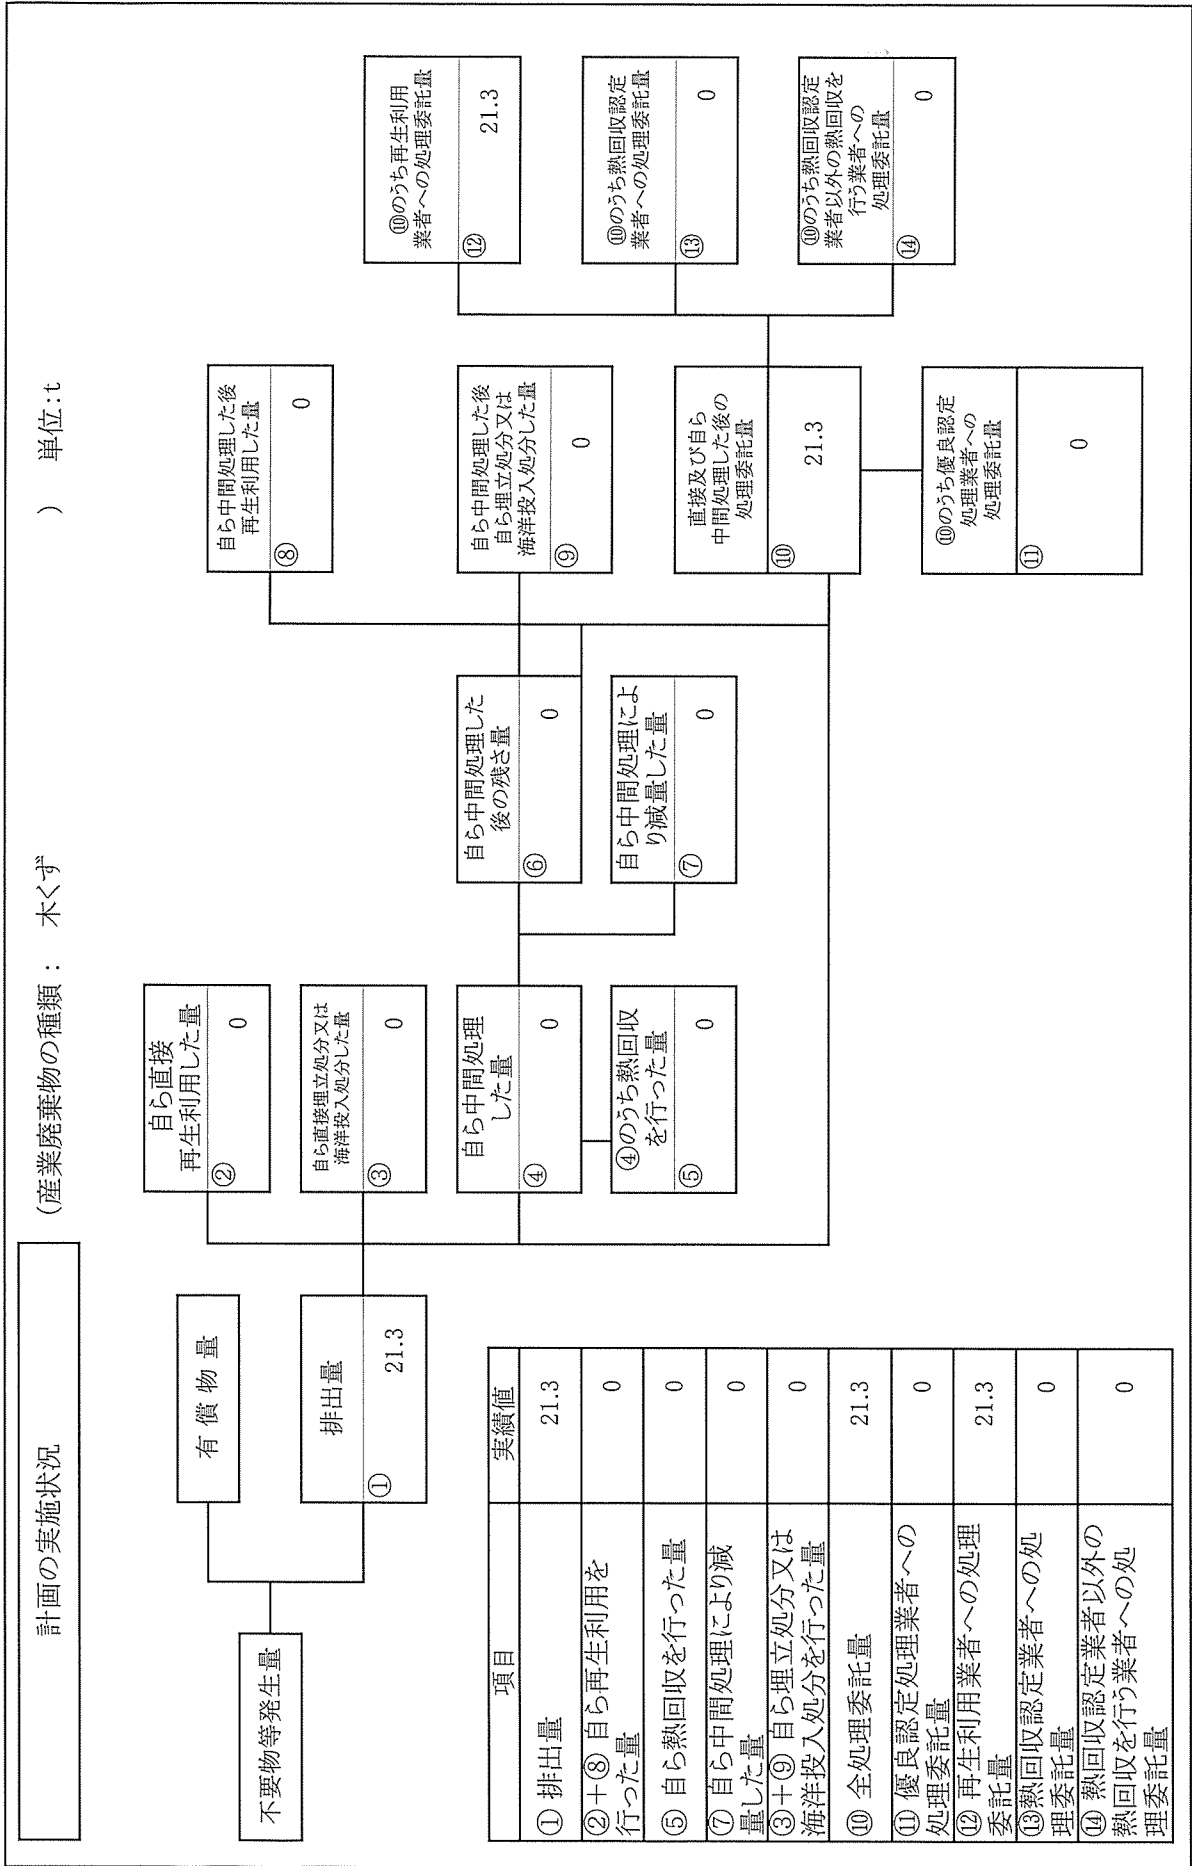 計画の実施状況
(産業廃棄物の種類： 木くず ) 単位:t
不要物等発生量
有 償 物 量
排出量
① 21.3
自ら直接
再生利用した量
② 0
自ら直接埋立処分又は
海洋投入処分した量
③ 0
自ら中間処理
した量
④ 0
④のうち熱回収
を行った量
⑤ 0
自ら中間処理した
後の残さ量
⑥ 0
自ら中間処理によ
り減量した量
⑦ 0
自ら中間処理した後
再生利用した量
⑧ 0
自ら中間処理した後
自ら埋立処分又は
海洋投入処分した量
⑨ 0
直接及び自ら
中間処理した後の
処理委託量
⑩ 21.3
⑩のうち優良認定
処理業者への
処理委託量
⑪ 0
⑩のうち再生利用
業者への処理委託量
⑫ 21.3
⑩のうち熱回収認定
業者への処理委託量
⑬ 0
⑩のうち熱回収認定
業者以外の熱回収を
行う業者への
処理委託量
⑭ 0
項目 実績値
① 排出量 21.3
②＋⑧ 自ら再生利用を
行った量 0
⑤ 自ら熱回収を行った量 0
⑦ 自ら中間処理により減
量した量 0
③＋⑨ 自ら埋立処分又は
海洋投入処分を行った量 0
⑩ 全処理委託量 21.3
⑪ 優良認定処理業者への
処理委託量 0
⑫ 再生利用業者への処理
委託量 21.3
⑬熱回収認定業者への処
理委託量 0
⑭ 熱回収認定業者以外の
熱回収を行う業者への処
理委託量 0